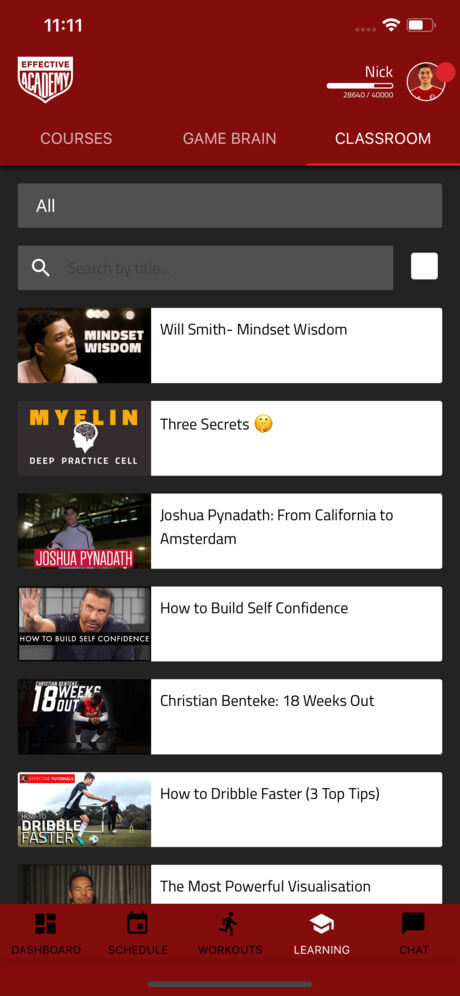 11:11
EFFECTIVE
ACADEMY
Nick
28640 / 40000
COURSES
GAME BRAIN
CLASSROOM
All
Search by title...
MINDSET
WISDOM
Will Smith- Mindset Wisdom
MYELIN
DEEP PRACTICE CELL
Three Secrets 🤫
JOSHUA PYNADATH
Joshua Pynadath: From California to
Amsterdam
HOW TO BUILD SELF CONFIDENCE
How to Build Self Confidence
CHRISTIAN BENTEKE:
18 WEEKS
OUT
Christian Benteke: 18 Weeks Out
EFFECTIVE TUTORIALS
HOW TO
DRIBBLE
FASTER
How to Dribble Faster (3 Top Tips)
The Most Powerful Visualisation
DASHBOARD
SCHEDULE
WORKOUTS
LEARNING
CHAT